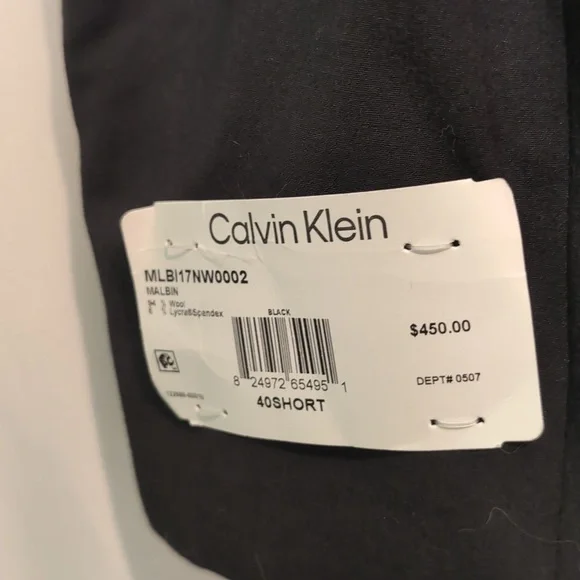 Calvin Klein
MLBI17NW0002
MALBIN
Wool
Lycra®Spandex
BLACK
$450.00
8 24972 65495 1
DEPT# 0507
40SHORT